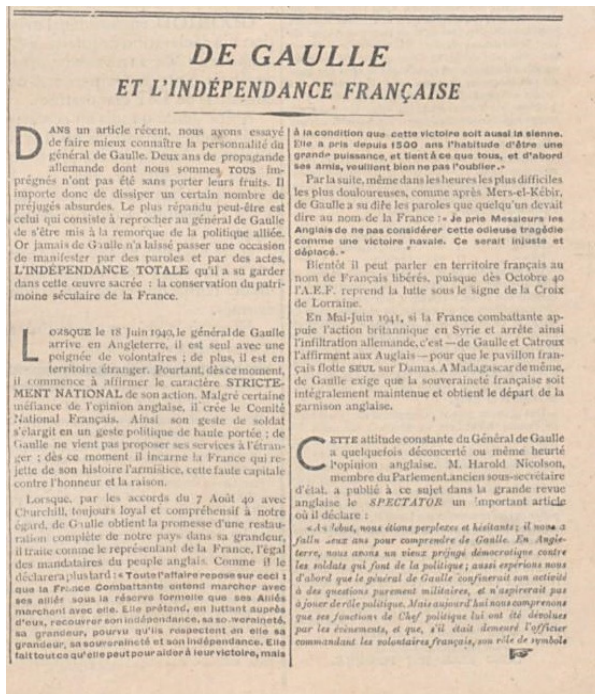 DE GAULLE
ET L'INDÉPENDANCE FRANÇAISE
DANS un article récent, nous ayons essayé
de faire mieux connaître la personnalité du
général de Gaulle. Deux ans de propagande
allemande dont nous sommes TOUS im-
prégnés n'ont pas été sans porter leurs fruits. Il
importe donc de dissiper un certain nombre de
préjugés absurdes. Le plus répandu peut-être est
celui qui consiste à reprocher au général de Gaulle
de s'être mis à la remorque de la politique alliée.
Or jamais de Gaulle n'a laissé passer une occasion
de manifester par des paroles et par des actes,
L'INDÉPENDANCE TOTALE qu'il a su garder
dans cette œuvre sacrée : la conservation du patri-
moine séculaire de la France.
LORSQUE le 18 Juin 1940, le général de Gaulle
arrive en Angleterre, il est seul avec une
poignée de volontaires ; de plus, il est en
territoire étranger. Pourtant, dès ce moment,
il commence à affirmer le caractère STRICTE-
MENT NATIONAL de son action. Malgré certaine
méfiance de l'opinion anglaise, il crée le Comité
National Français. Ainsi son geste de soldat
s'élargit en un geste politique de haute portée ; de
Gaulle ne vient pas proposer ses services à l'étran-
ger ; dès ce moment il incarne la France qui re-
jette de son histoire l'armistice, cette faute capitale
contre l'honneur et la raison.
Lorsque, par les accords du 7 Août 40 avec
Churchill, toujours loyal et compréhensif à notre
égard, de Gaulle obtient la promesse d'une restau-
ration complète de notre pays dans sa grandeur,
il traite comme le représentant de la France, l'égal
des mandataires du peuple anglais. Comme il le
déclarera plus tard : « Toute l'affaire repose sur ceci :
que la France Combattante entend marcher avec
ses alliés sous la réserve formelle que ses Alliés
marchent avec elle. Elle prétend, en luttant auprès
d'eux, recouvrer son indépendance, sa souveraineté,
sa grandeur, pourvu qu'ils respectent en elle sa
grandeur, sa souveraineté et son indépendance. Elle
fait tout ce qu'elle peut pour aider à leur victoire, mais
à la condition que cette victoire soit aussi la sienne.
Elle a pris depuis 1500 ans l'habitude d'être une
grande puissance, et tient à ce que tous, et d'abord
ses amis, veuillent bien ne pas l'oublier. »
Par la suite, même dans les heures les plus difficiles
les plus douloureuses, comme après Mers-el-Kébir,
de Gaulle a su dire les paroles que quelqu'un devait
dire au nom de la France : « Je prie Messieurs les
Anglais de ne pas considérer cette odieuse tragédie
comme une victoire navale. Ce serait injuste et
déplacé. »
Bientôt il peut parler en territoire français au
nom de Français libérés, puisque dès Octobre 40
l'A.E.F. reprend la lutte sous le signe de la Croix
de Lorraine.
En Mai-Juin 1941, si la France combattante ap-
puie l'action britannique en Syrie et arrête ainsi
l'infiltration allemande, c'est — de Gaulle et Catroux
l'affirment aux Anglais — pour que le pavillon fran-
çais flotte SEUL sur Damas. A Madagascar de même,
de Gaulle exige que la souveraineté française soit
intégralement maintenue et obtient le départ de la
garnison anglaise.
CETTE attitude constante du Général de Gaulle
a quelquefois déconcerté ou même heurté
l'opinion anglaise. M. Harold Nicolson,
membre du Parlement, ancien sous-secrétaire
d'état, a publié à ce sujet dans la grande revue
anglaise le SPECTATOR un important article
où il déclare :
«Au début, nous étions perplexes et hésitants ; il nous a
fallu deux ans pour comprendre de Gaulle. En Angle-
terre, nous avons un vieux préjugé démocratique contre
les soldats qui font de la politique ; aussi espérions nous
d'abord que le général de Gaulle confinerait son activité
à des questions purement militaires, et n'aspirerait pas
à jouer de rôle politique. Mais aujourd'hui nous comprenons
que ses fonctions de Chef politique lui ont été dévolues
par les évènements, et que, s'il était demeuré l'officier
commandant les volontaires français, son rôle de symbole